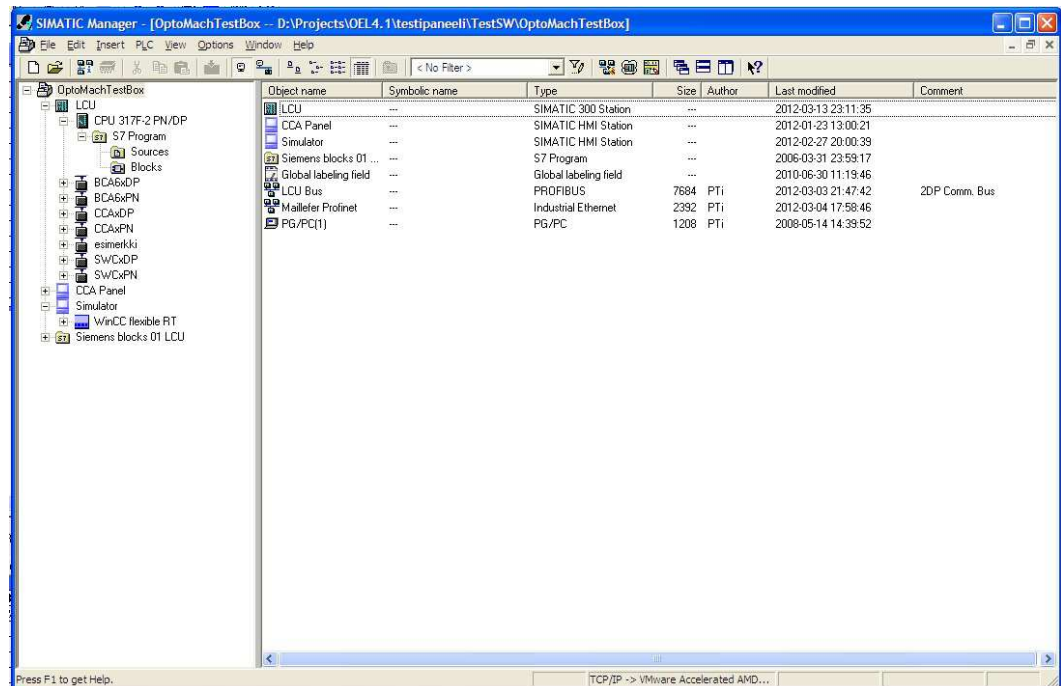 SIMATIC Manager - [OptoMachTestBox -- D:\Projects\OEL4.1\testipaneeli\TestSW\OptoMachTestBox]
File Edit Insert PLC View Options Window Help
< No Filter >
OptoMachTestBox
LCU
CPU 317F-2 PN/DP
S7 Program
Sources
Blocks
BCA6xDP
BCA6xPN
CCAxDP
CCAxPN
esimerkki
SWCxDP
SWCxPN
CCA Panel
Simulator
WinCC flexible RT
Siemens blocks 01 LCU
Object name Symbolic name Type Size Author Last modified Comment
LCU --- SIMATIC 300 Station --- 2012-03-13 23:11:35
CCA Panel --- SIMATIC HMI Station --- 2012-01-23 13:00:21
Simulator --- SIMATIC HMI Station --- 2012-02-27 20:00:39
Siemens blocks 01 ... --- S7 Program --- 2006-03-31 23:59:17
Global labeling field --- Global labeling field --- 2010-06-30 11:19:46
LCU Bus --- PROFIBUS 7684 PTi 2012-03-03 21:47:42 2DP Comm. Bus
Maillefer Profinet --- Industrial Ethernet 2392 PTi 2012-03-04 17:58:46
PG/PC(1) --- PG/PC 1208 PTi 2008-05-14 14:39:52
Press F1 to get Help.
TCP/IP -> VMware Accelerated AMD...